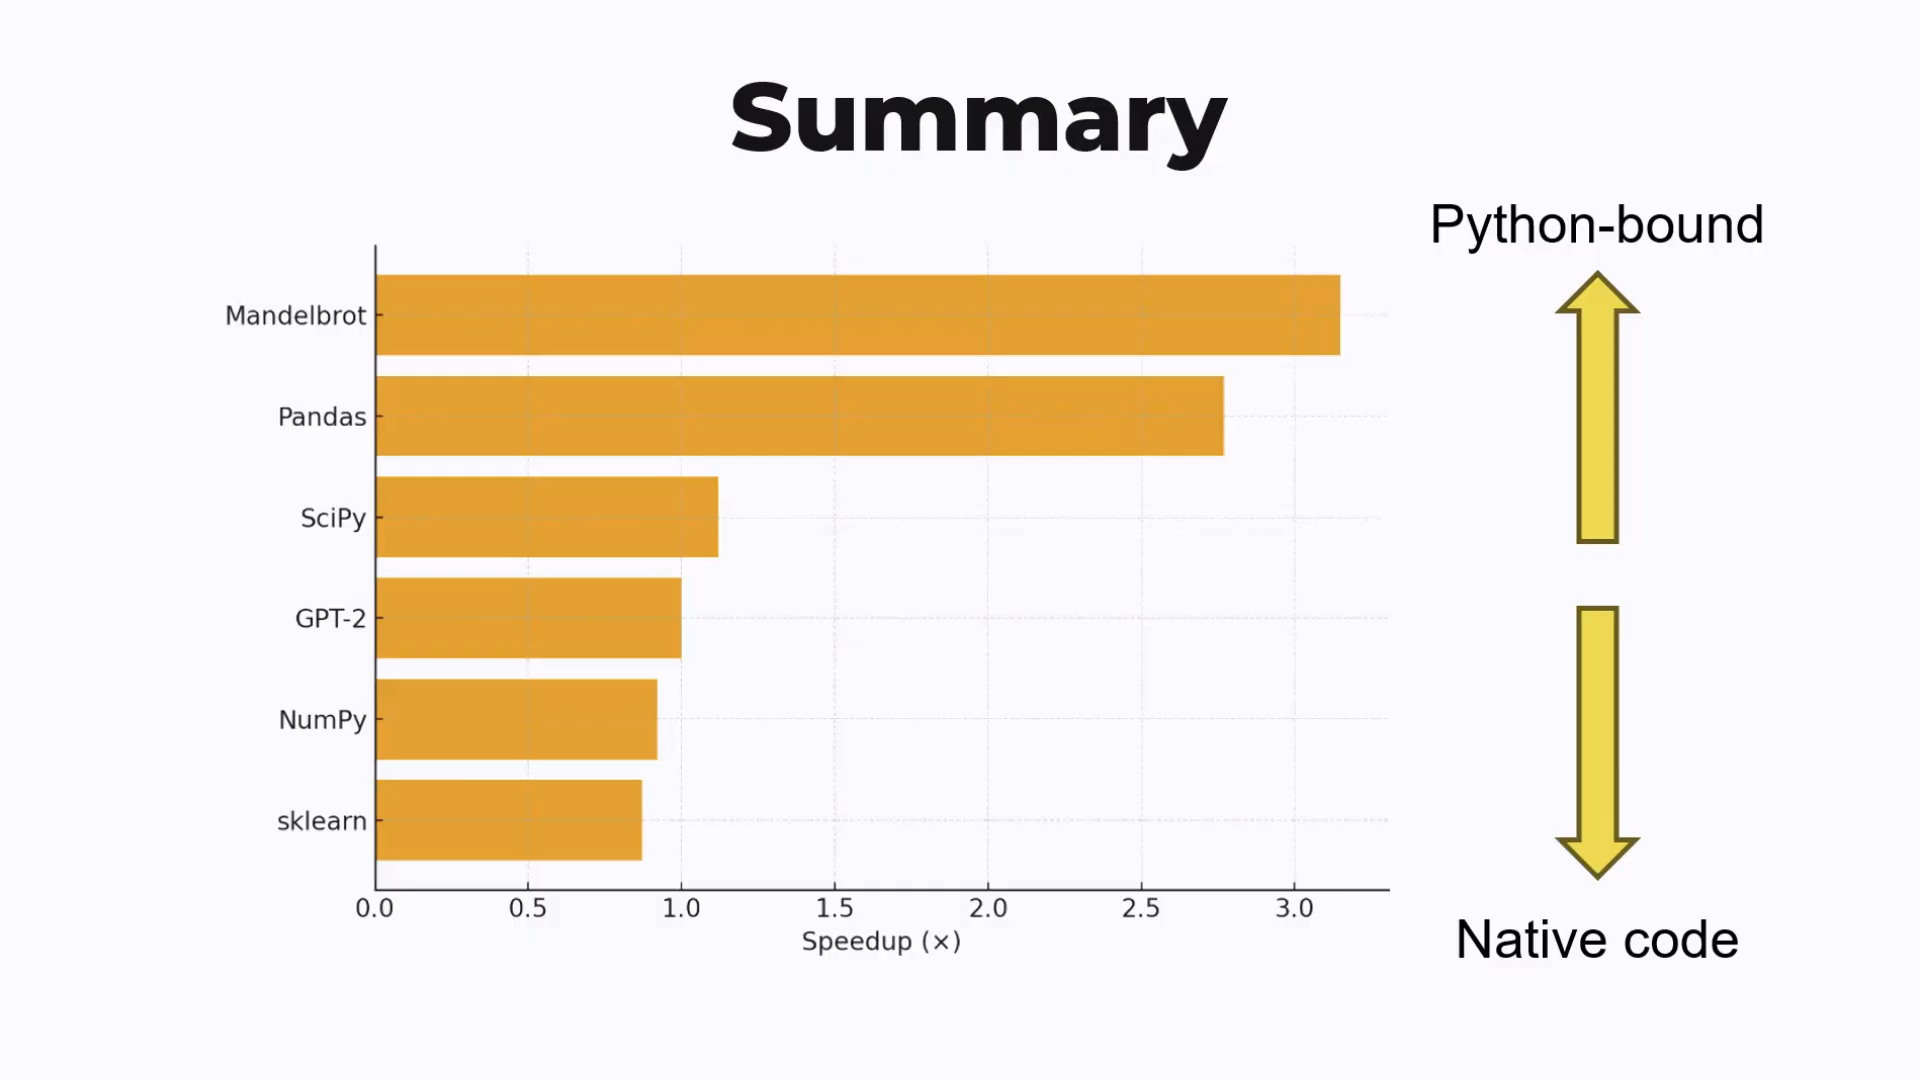 Summary
Python-bound
Mandelbrot
Pandas
SciPy
GPT-2
NumPy
sklearn
0.0 0.5 1.0 1.5 2.0 2.5 3.0
Speedup (×)
Native code